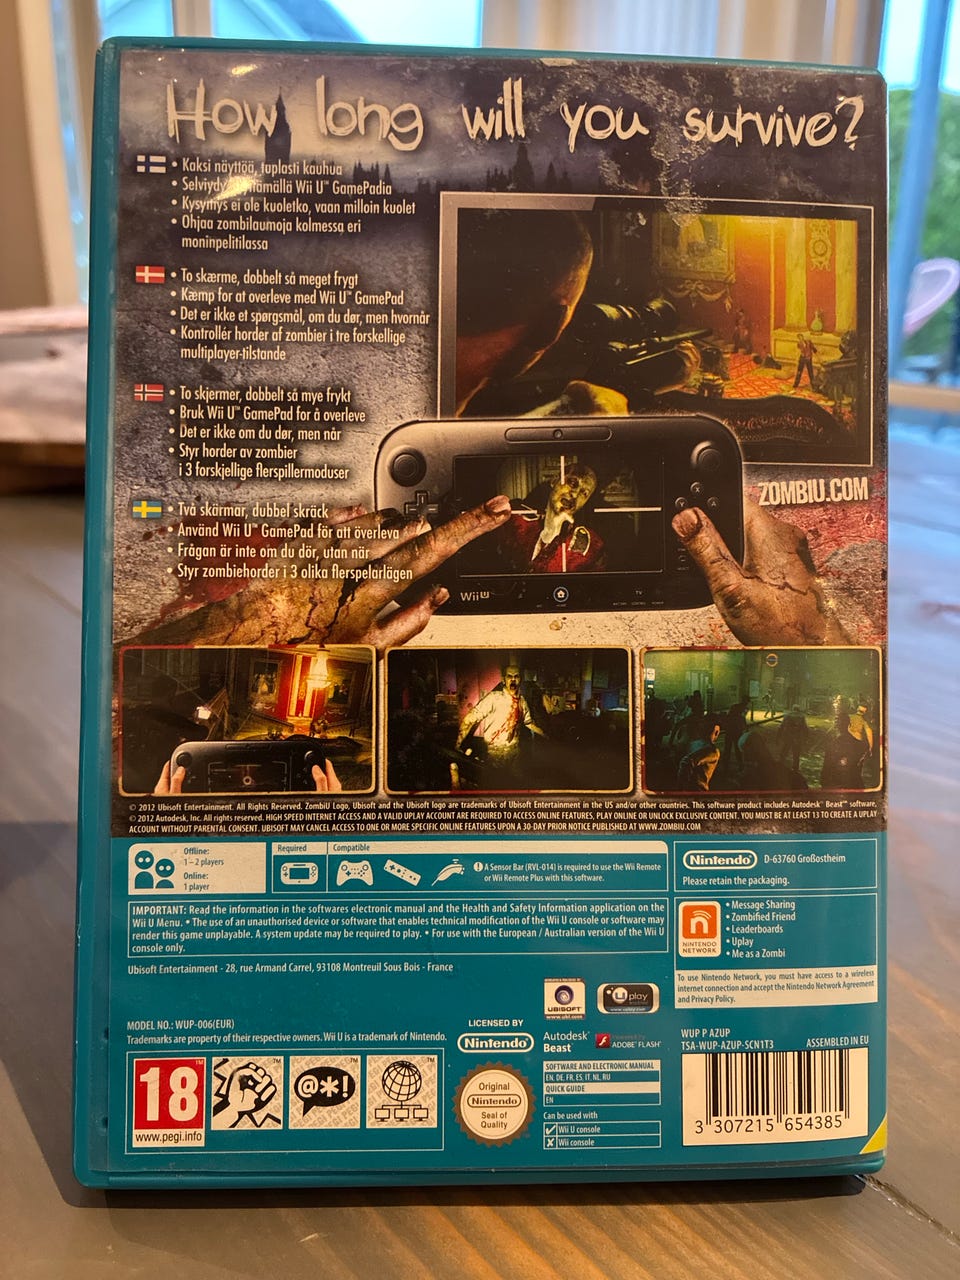 How long will you survive?
• Kaksi näyttöä, tuplasti kauhua
• Selviydy Wii U™ GamePadia
• Kysymys ei ole kuoletko, vaan milloin kuolet
• Ohjaa zombilaumoja kolmessa eri
moninpelitilassa
• To skærme, dobbelt så meget frygt
• Kæmp for at overleve med Wii U™ GamePad
• Det er ikke et spørgsmål, om du dør, men hvornår
• Kontrollér horder af zombier i tre forskellige
multiplayer-tilstande
• To skjermer, dobbelt så mye frykt
• Bruk Wii U™ GamePad for å overleve
• Det er ikke om du dør, men når
• Styr horder av zombier
i 3 forskjellige flerspillermoduser
• Två skärmar, dubbel skräck
• Använd Wii U™ GamePad för att överleva
• Frågan är inte om du dör, utan när
• Styr zombiehorder i 3 olika flerspelarlägen
ZOMBIU.COM
Wii U
HOME
TV
© 2012 Ubisoft Entertainment. All Rights Reserved. ZombiU Logo, Ubisoft and the Ubisoft logo are trademarks of Ubisoft Entertainment in the US and/or other countries. This software product includes Autodesk® Beast™ software,
© 2012 Autodesk, Inc. All rights reserved. HIGH SPEED INTERNET ACCESS AND A VALID UPLAY ACCOUNT ARE REQUIRED TO ACCESS ONLINE FEATURES, PLAY ONLINE OR UNLOCK EXCLUSIVE CONTENT. YOU MUST BE AT LEAST 13 TO CREATE A UPLAY
ACCOUNT WITHOUT PARENTAL CONSENT. UBISOFT MAY CANCEL ACCESS TO ONE OR MORE SPECIFIC ONLINE FEATURES UPON A 30-DAY PRIOR NOTICE PUBLISHED AT WWW.ZOMBIU.COM
Offline:
1 – 2 players
Online:
1 player
Required
Compatible
A Sensor Bar (RVL-014) is required to use the Wii Remote
or Wii Remote Plus with this software.
Nintendo®
D-63760 Großostheim
Please retain the packaging.
IMPORTANT: Read the information in the softwares electronic manual and the Health and Safety Information application on the
Wii U Menu. • The use of an unauthorised device or software that enables technical modification of the Wii U console or software may
render this game unplayable. A system update may be required to play. • For use with the European / Australian version of the Wii U
console only.
NINTENDO
NETWORK
• Message Sharing
• Zombified Friend
• Leaderboards
• Uplay
• Me as a Zombi
Ubisoft Entertainment - 28, rue Armand Carrel, 93108 Montreuil Sous Bois - France
To use Nintendo Network, you must have access to a wireless
internet connection and accept the Nintendo Network Agreement
and Privacy Policy.
UBISOFT
www.ubi.com
Uplay
MODEL NO.: WUP-006(EUR)
Trademarks are property of their respective owners. Wii U is a trademark of Nintendo.
LICENSED BY
Nintendo®
Autodesk®
Beast™
ADOBE® FLASH®
WUP P AZUP
TSA-WUP-AZUP-SCN1T3
ASSEMBLED IN EU
18
www.pegi.info
@*!
Original
Nintendo®
Seal of
Quality
SOFTWARE AND ELECTRONIC MANUAL
EN, DE, FR, ES, IT, NL, RU
QUICK GUIDE
EN
Can be used with
Wii U console
Wii console
3 307215 654385